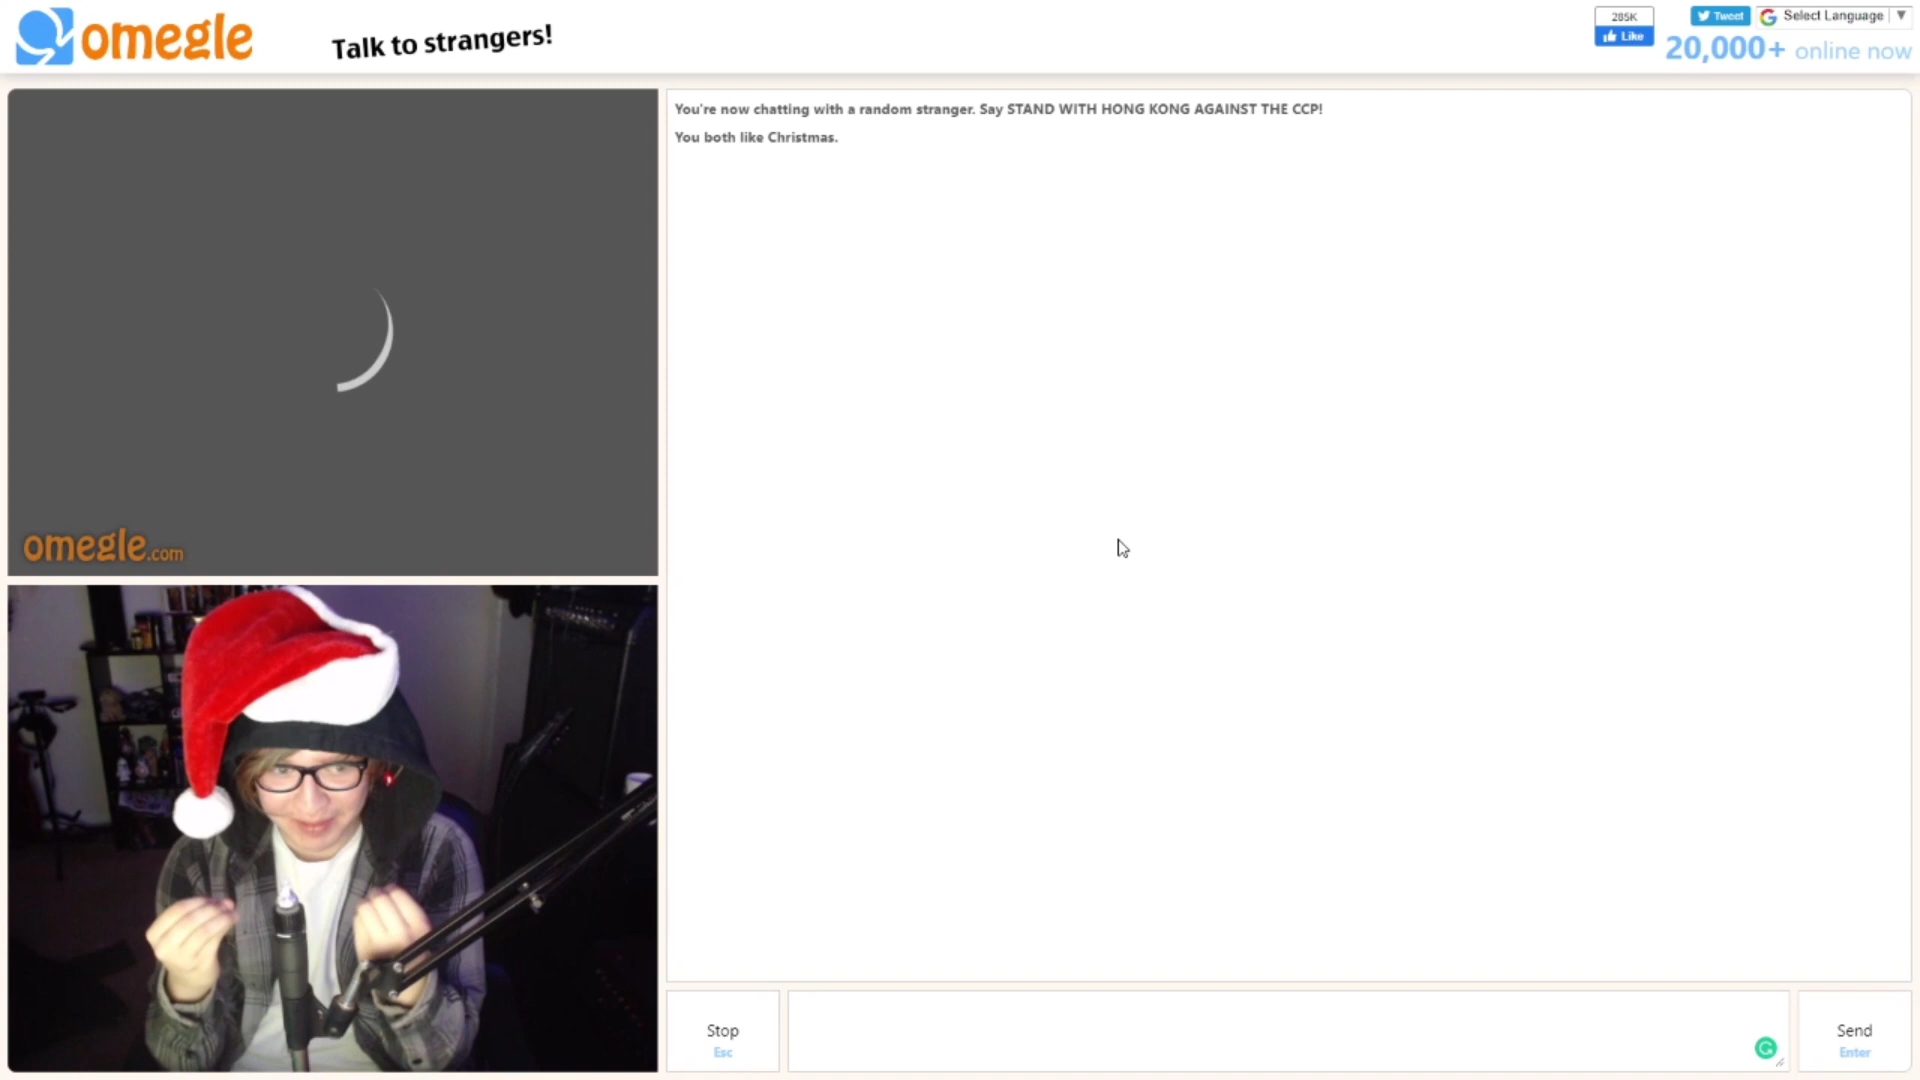 omegle
Talk to strangers!
285K
Like
Tweet
Select Language
20,000+ online now
You're now chatting with a random stranger. Say STAND WITH HONG KONG AGAINST THE CCP!
You both like Christmas.
omegle.com
Stop
Esc
Send
Enter